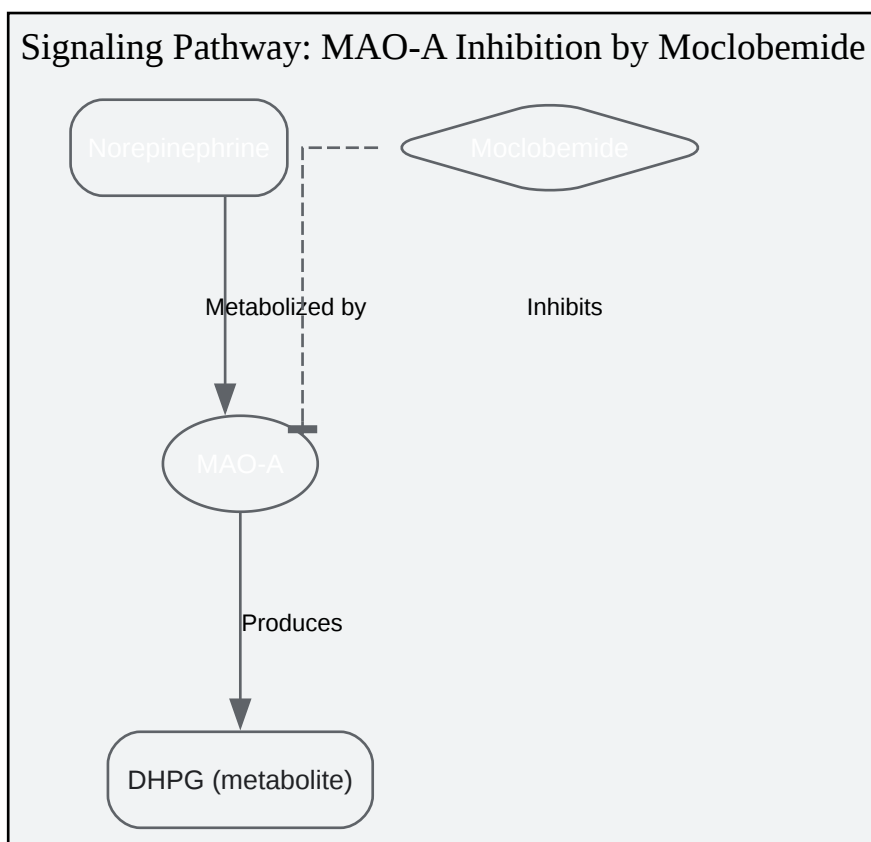 Signaling Pathway: MAO-A Inhibition by Moclobemide
Norepinephrine
Moclobemide
Metabolized by
Inhibits
MAO-A
Produces
DHPG (metabolite)